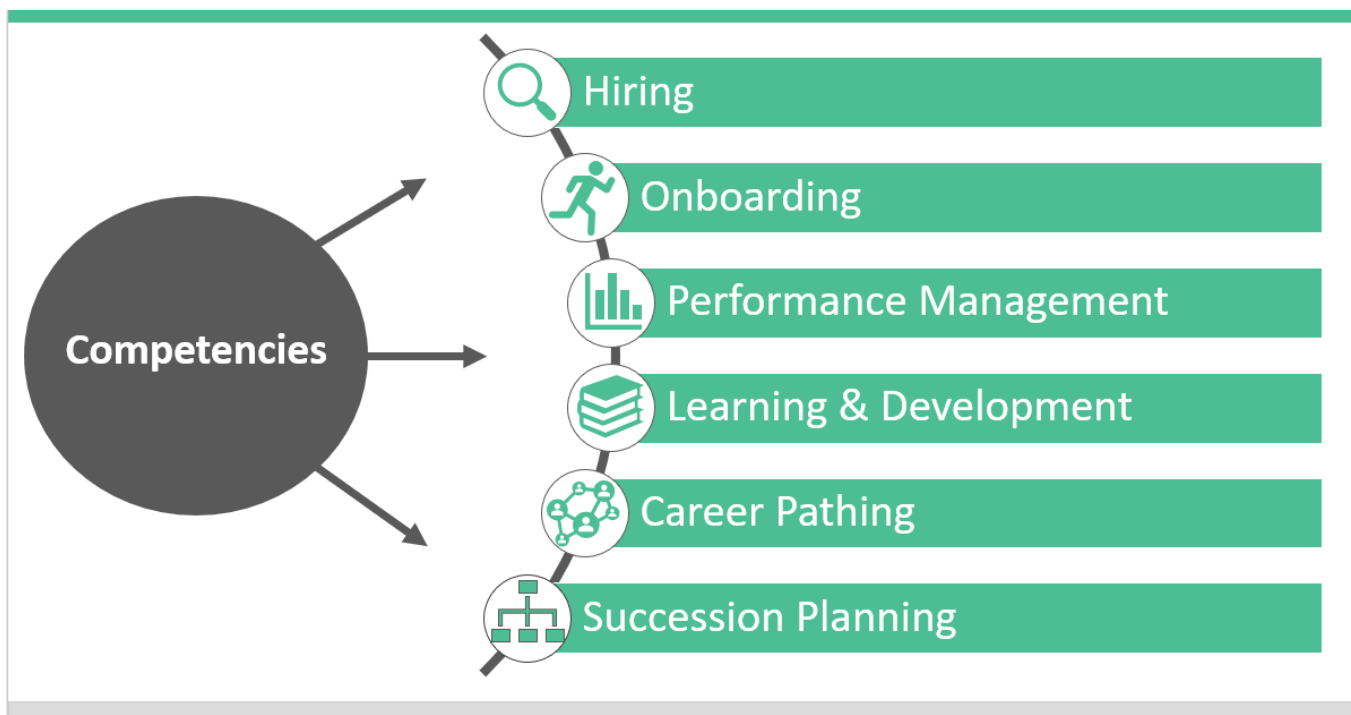 Hiring
Onboarding
Performance Management
Competencies
Learning & Development
Career Pathing
Succession Planning